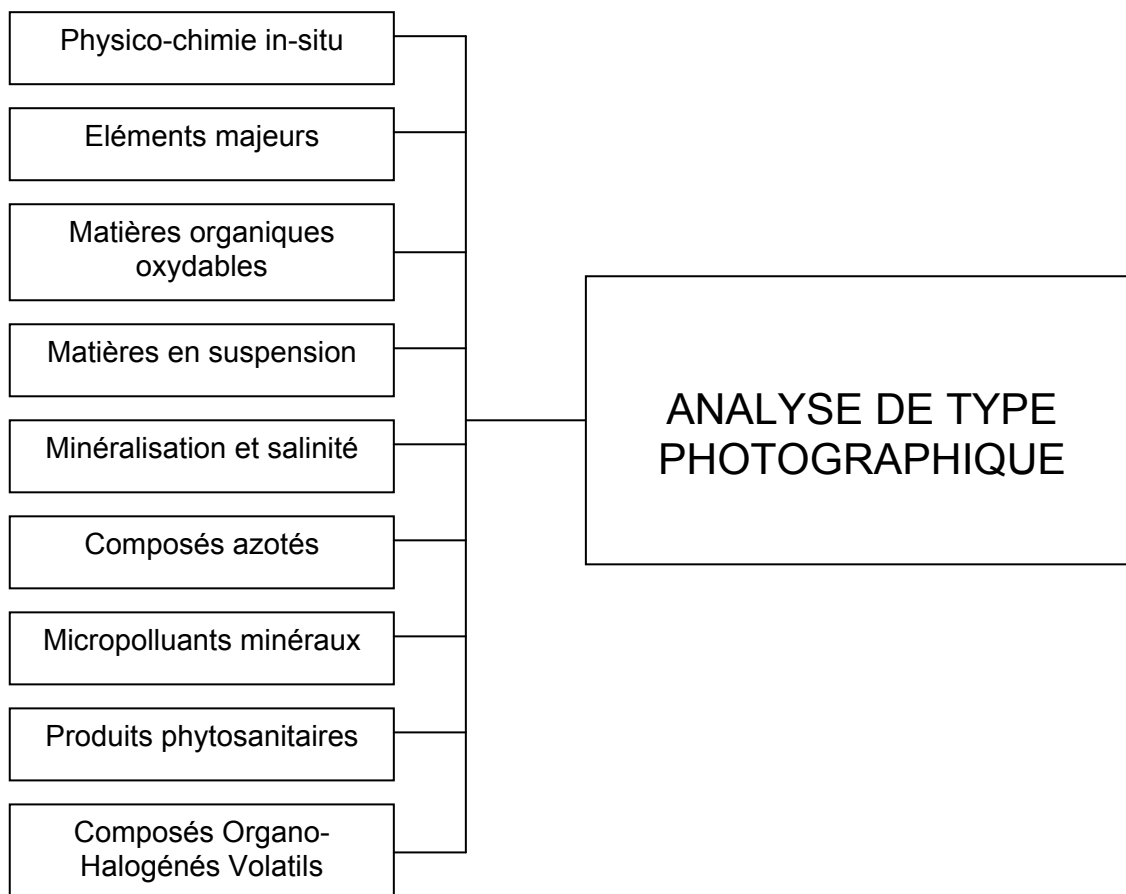 Physico-chimie in-situ
Eléments majeurs
Matières organiques
oxydables
Matières en suspension
Minéralisation et salinité
Composés azotés
Micropolluants minéraux
Produits phytosanitaires
Composés Organo-
Halogénés Volatils
ANALYSE DE TYPE
PHOTOGRAPHIQUE